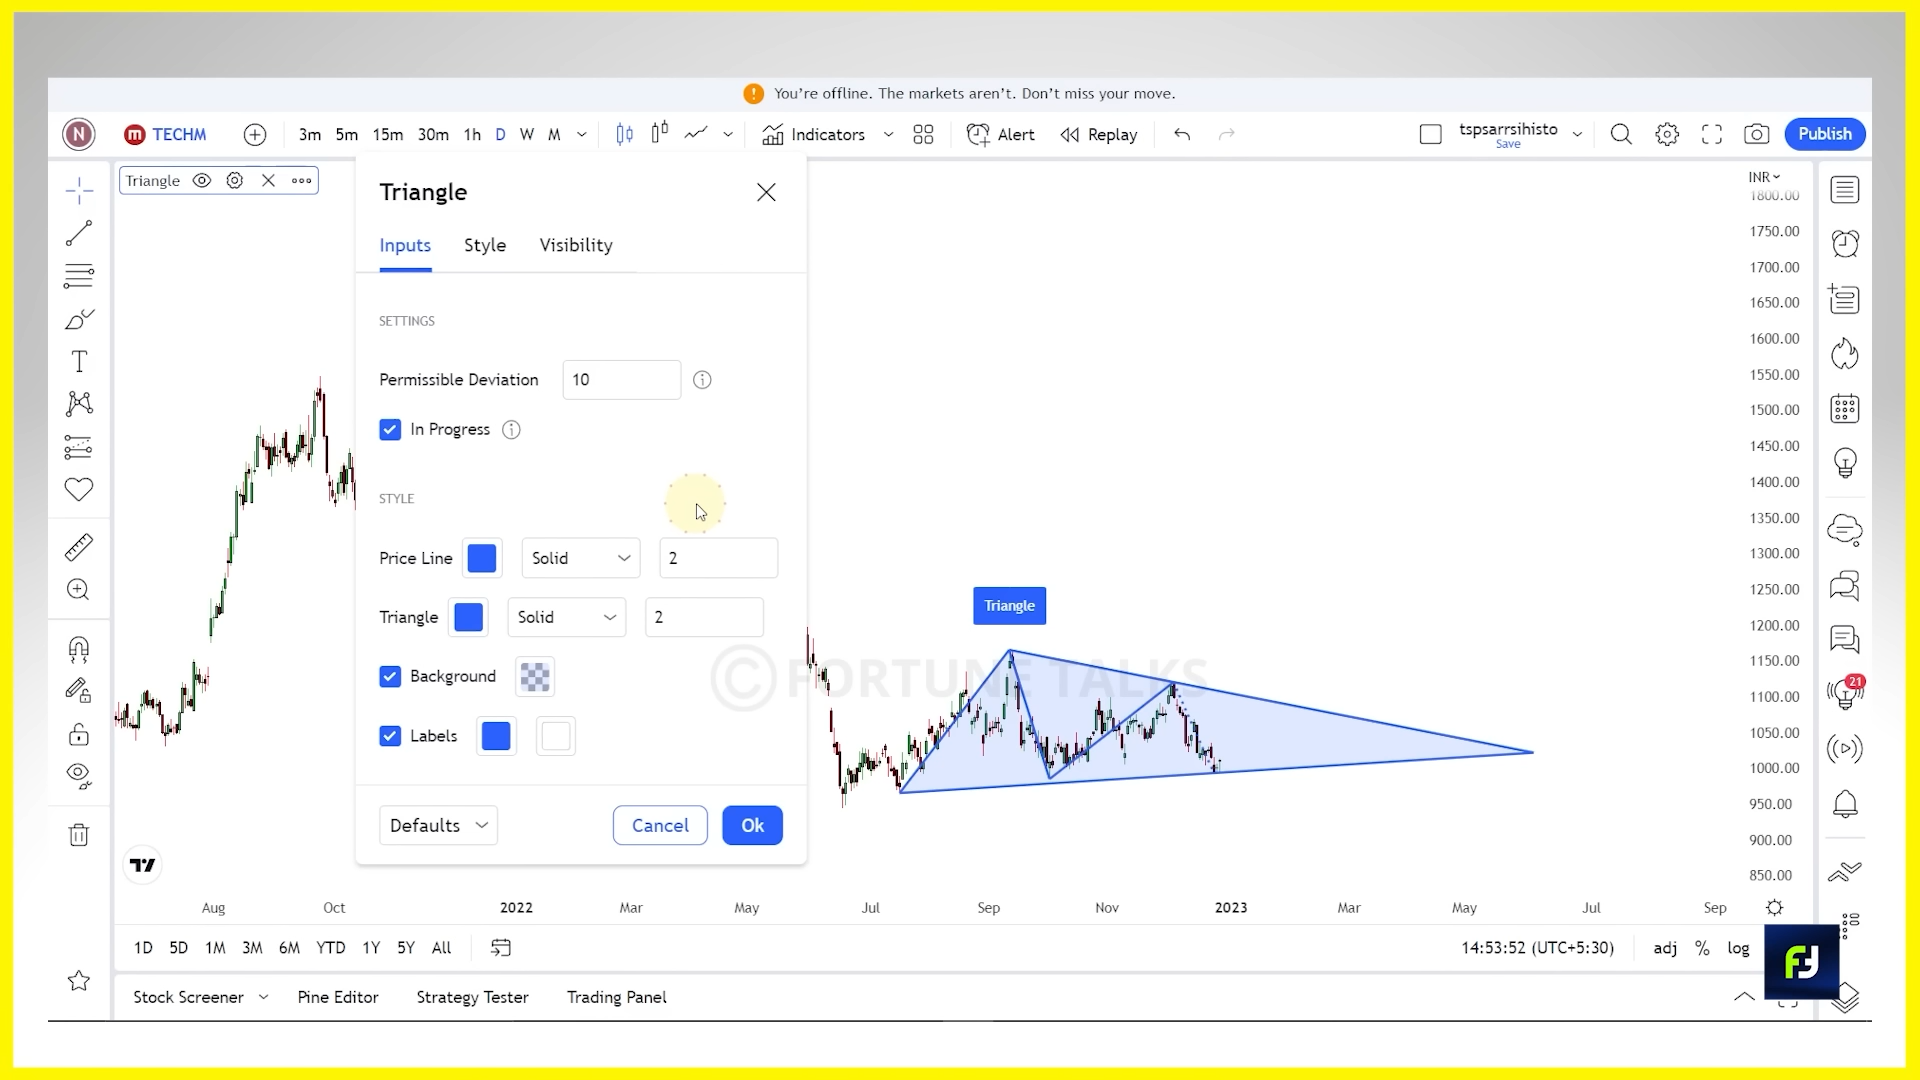 You're offline. The markets aren't. Don't miss your move.
N TECHM 3m 5m 15m 30m 1h D W M Indicators Alert Replay tspsarrsihisto Save Publish
Triangle
Triangle
Inputs Style Visibility
SETTINGS
Permissible Deviation 10
In Progress
STYLE
Price Line Solid 2
Triangle Solid 2
Background
Labels
Defaults Cancel Ok
Triangle
© FORTUNE TALKS
INR
1800.00
1750.00
1700.00
1650.00
1600.00
1550.00
1500.00
1450.00
1400.00
1350.00
1300.00
1250.00
1200.00
1150.00
1100.00
1050.00
1000.00
950.00
900.00
850.00
21
Aug Oct 2022 Mar May Jul Sep Nov 2023 Mar May Jul Sep
1D 5D 1M 3M 6M YTD 1Y 5Y All 14:53:52 (UTC+5:30) adj % log
Stock Screener Pine Editor Strategy Tester Trading Panel